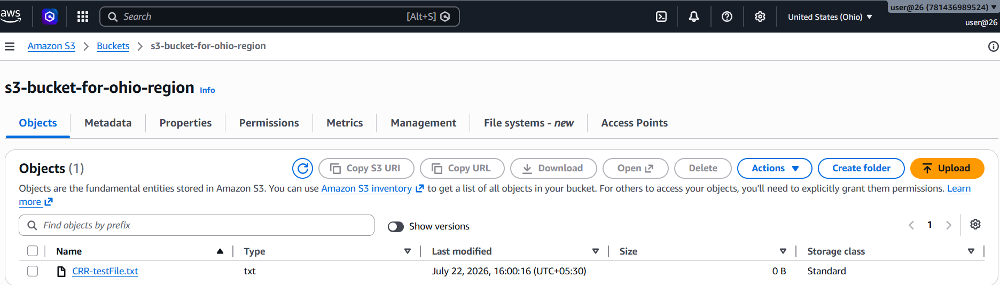 aws Search [Alt+S] United States (Ohio) user@26 (781436989524)
user@26
Amazon S3 Buckets s3-bucket-for-ohio-region
s3-bucket-for-ohio-region Info
Objects Metadata Properties Permissions Metrics Management File systems - new Access Points
Objects (1) Copy S3 URI Copy URL Download Open Delete Actions Create folder Upload
Objects are the fundamental entities stored in Amazon S3. You can use Amazon S3 inventory to get a list of all objects in your bucket. For others to access your objects, you'll need to explicitly grant them permissions. Learn
more
Find objects by prefix Show versions 1
Name Type Last modified Size Storage class
CRR-testFile.txt txt July 22, 2026, 16:00:16 (UTC+05:30) 0 B Standard